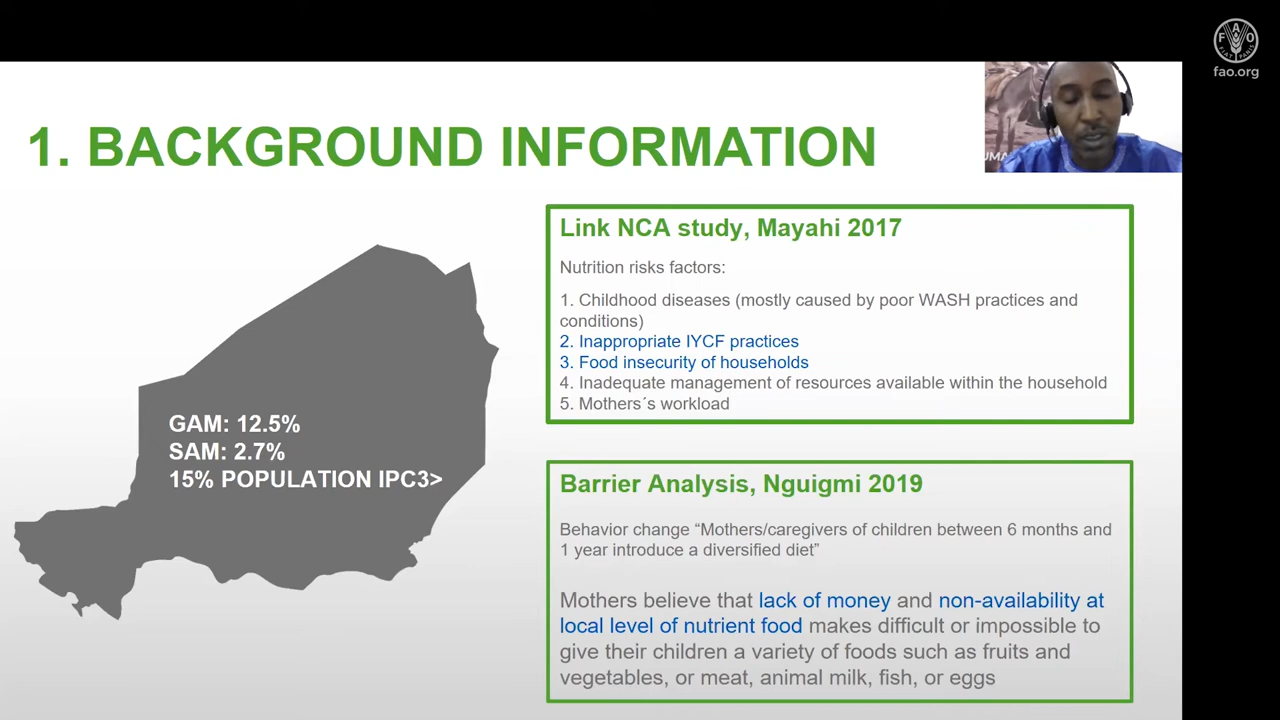 FAO
FIAT PANIS
fao.org
1. BACKGROUND INFORMATION
UMA
Link NCA study, Mayahi 2017
Nutrition risks factors:
1. Childhood diseases (mostly caused by poor WASH practices and
conditions)
2. Inappropriate IYCF practices
3. Food insecurity of households
4. Inadequate management of resources available within the household
5. Mothers´s workload
GAM: 12.5%
SAM: 2.7%
15% POPULATION IPC3>
Barrier Analysis, Nguigmi 2019
Behavior change “Mothers/caregivers of children between 6 months and
1 year introduce a diversified diet”
Mothers believe that lack of money and non-availability at
local level of nutrient food makes difficult or impossible to
give their children a variety of foods such as fruits and
vegetables, or meat, animal milk, fish, or eggs